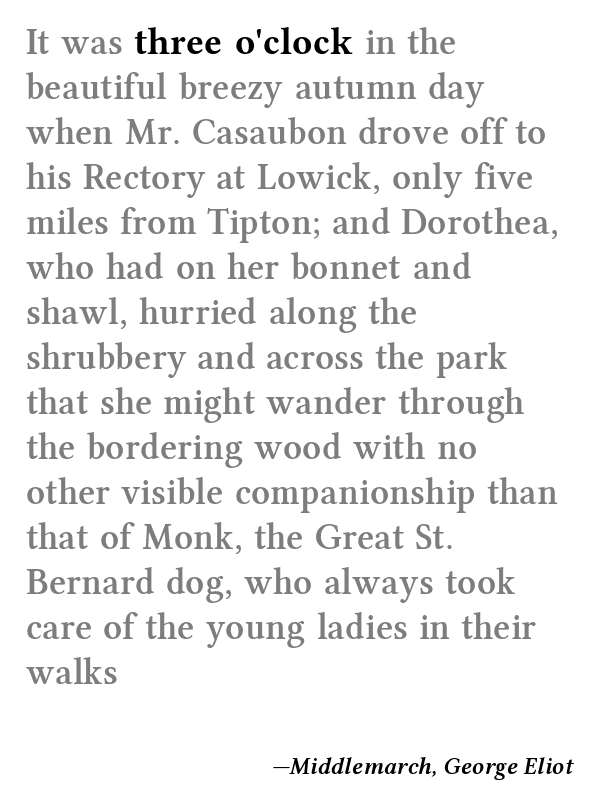 It was three o'clock in the
beautiful breezy autumn day
when Mr. Casaubon drove off to
his Rectory at Lowick, only five
miles from Tipton; and Dorothea,
who had on her bonnet and
shawl, hurried along the
shrubbery and across the park
that she might wander through
the bordering wood with no
other visible companionship than
that of Monk, the Great St.
Bernard dog, who always took
care of the young ladies in their
walks
—Middlemarch, George Eliot